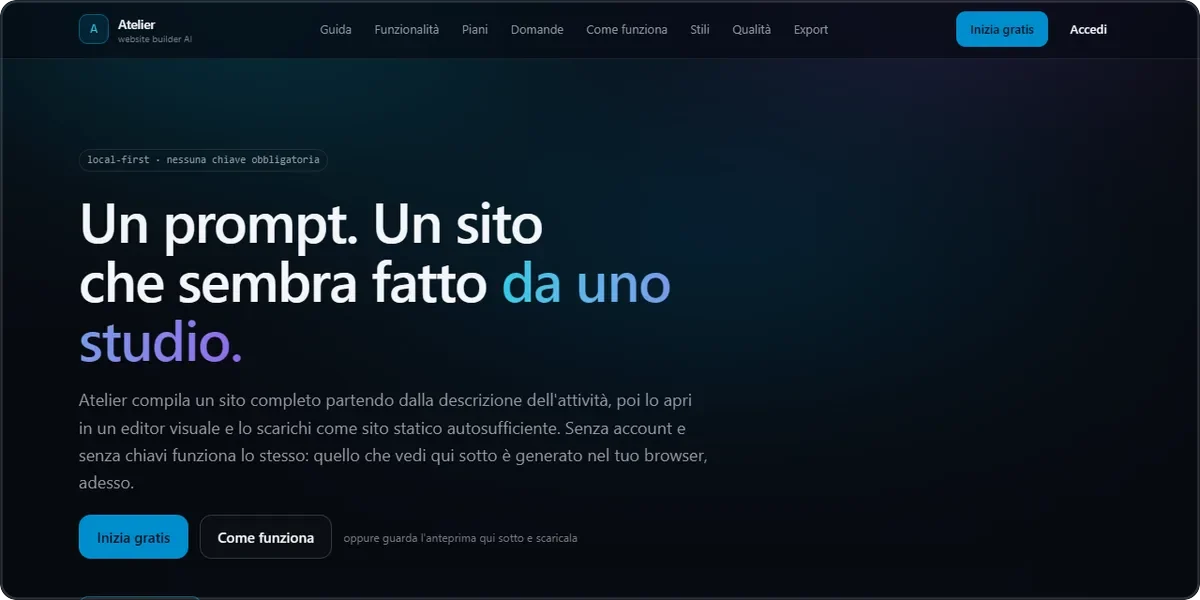 A
Atelier
website builder AI
Guida
Funzionalità
Piani
Domande
Come funziona
Stili
Qualità
Export
Inizia gratis
Accedi
local-first · nessuna chiave obbligatoria
Un prompt. Un sito
che sembra fatto da uno
studio.
Atelier compila un sito completo partendo dalla descrizione dell'attività, poi lo apri
in un editor visuale e lo scarichi come sito statico autosufficiente. Senza account e
senza chiavi funziona lo stesso: quello che vedi qui sotto è generato nel tuo browser,
adesso.
Inizia gratis
Come funziona
oppure guarda l'anteprima qui sotto e scaricala